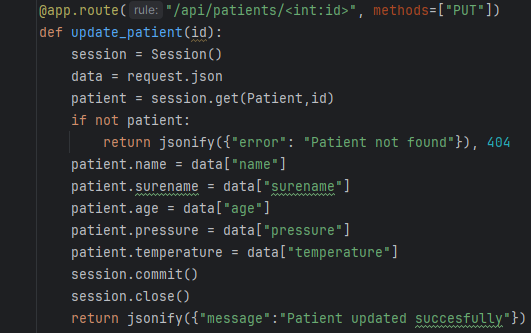 @app.route( rule: "/api/patients/<int:id>", methods=["PUT"])
def update_patient(id):
    session = Session()
    data = request.json
    patient = session.get(Patient,id)
    if not patient:
        return jsonify({"error": "Patient not found"}), 404
    patient.name = data["name"]
    patient.surename = data["surename"]
    patient.age = data["age"]
    patient.pressure = data["pressure"]
    patient.temperature = data["temperature"]
    session.commit()
    session.close()
    return jsonify({"message":"Patient updated succesfully"})